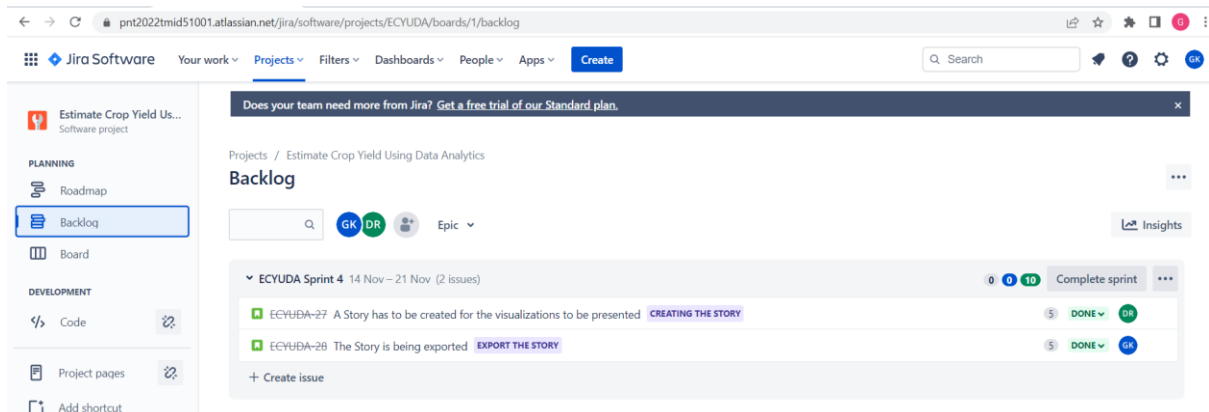 pnt2022tmid51001.atlassian.net/jira/software/projects/ECYUDA/boards/1/backlog G
Jira Software Your work Projects Filters Dashboards People Apps Create Search ? GK
Does your team need more from Jira? Get a free trial of our Standard plan. ×
Estimate Crop Yield Us...
Software project
Projects / Estimate Crop Yield Using Data Analytics
PLANNING
Backlog
Roadmap
Backlog
GK DR Epic Insights
Board
ECYUDA Sprint 4 14 Nov – 21 Nov (2 issues) 0 0 10 Complete sprint
DEVELOPMENT
ECYUDA-27 A Story has to be created for the visualizations to be presented CREATING THE STORY 5 DONE DR
Code
ECYUDA-28 The Story is being exported EXPORT THE STORY 5 DONE GK
+ Create issue
Project pages
Add shortcut